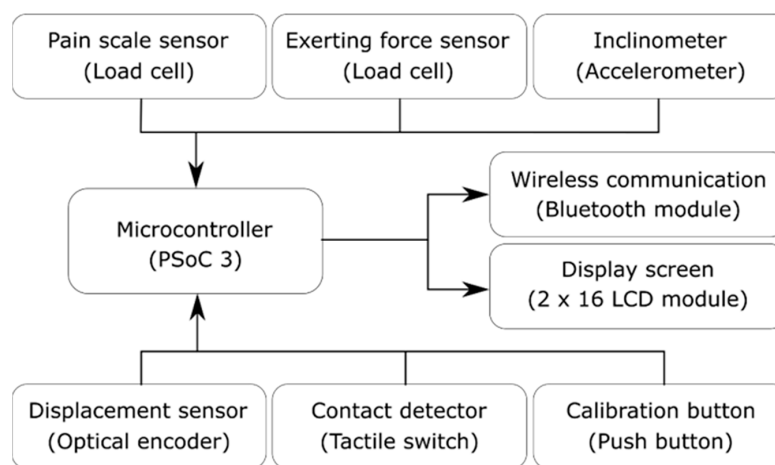 Pain scale sensor
(Load cell)
Exerting force sensor
(Load cell)
Inclinometer
(Accelerometer)
Microcontroller
(PSoC 3)
Wireless communication
(Bluetooth module)
Display screen
(2 x 16 LCD module)
Displacement sensor
(Optical encoder)
Contact detector
(Tactile switch)
Calibration button
(Push button)